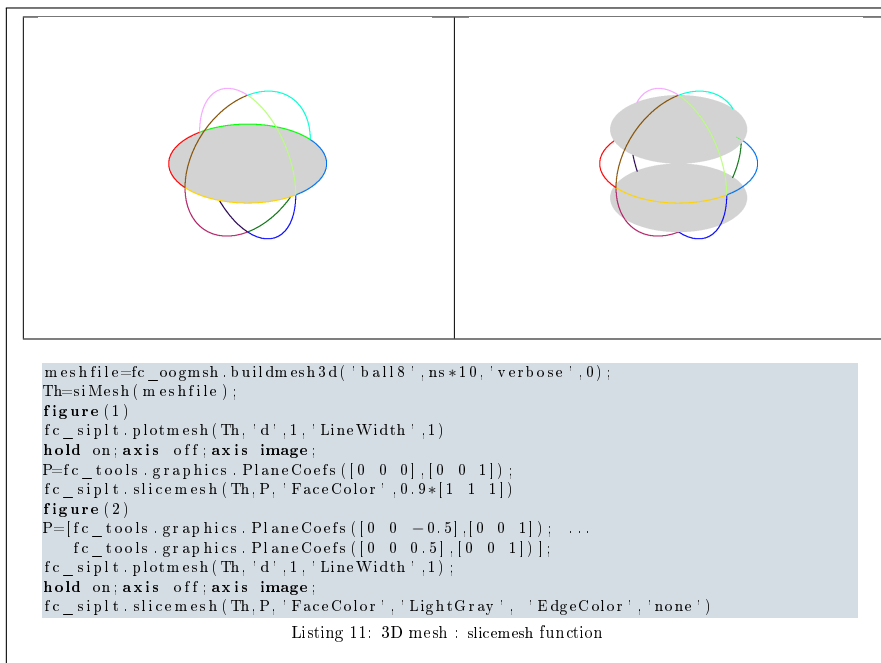 meshfile=fc_oogmsh.buildmesh3d('ball8',ns*10,'verbose',0);
Th=siMesh(meshfile);
figure(1)
fc_siplt.plotmesh(Th,'d',1,'LineWidth',1)
hold on;axis off;axis image;
P=fc_tools.graphics.PlaneCoefs([0 0 0],[0 0 1]);
fc_siplt.slicemesh(Th,P,'FaceColor',0.9*[1 1 1])
figure(2)
P=[fc_tools.graphics.PlaneCoefs([0 0 −0.5],[0 0 1]); ...
fc_tools.graphics.PlaneCoefs([0 0 0.5],[0 0 1])];
fc_siplt.plotmesh(Th,'d',1,'LineWidth',1);
hold on;axis off;axis image;
fc_siplt.slicemesh(Th,P,'FaceColor','LightGray', 'EdgeColor','none')
Listing 11: 3D mesh : slicemesh function